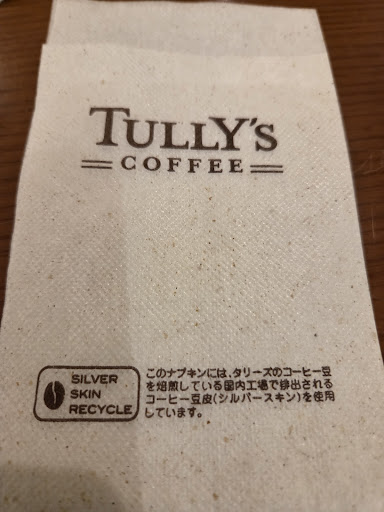 TULLY'S
COFFEE
SILVER
SKIN
RECYCLE
このナプキンには、タリーズのコーヒー豆
を焙煎している国内工場で排出される
コーヒー豆皮(シルバースキン)を使用
しています。